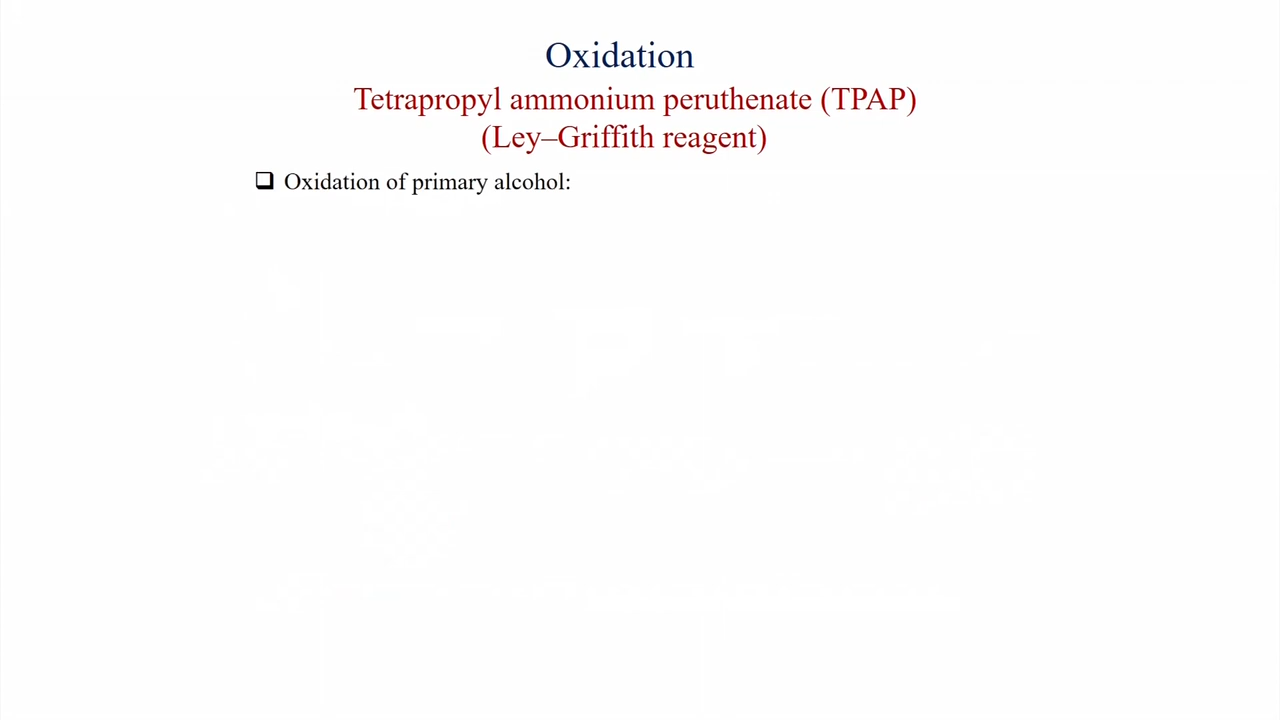 Oxidation
Tetrapropyl ammonium peruthenate (TPAP)
(Ley–Griffith reagent)
❑ Oxidation of primary alcohol: